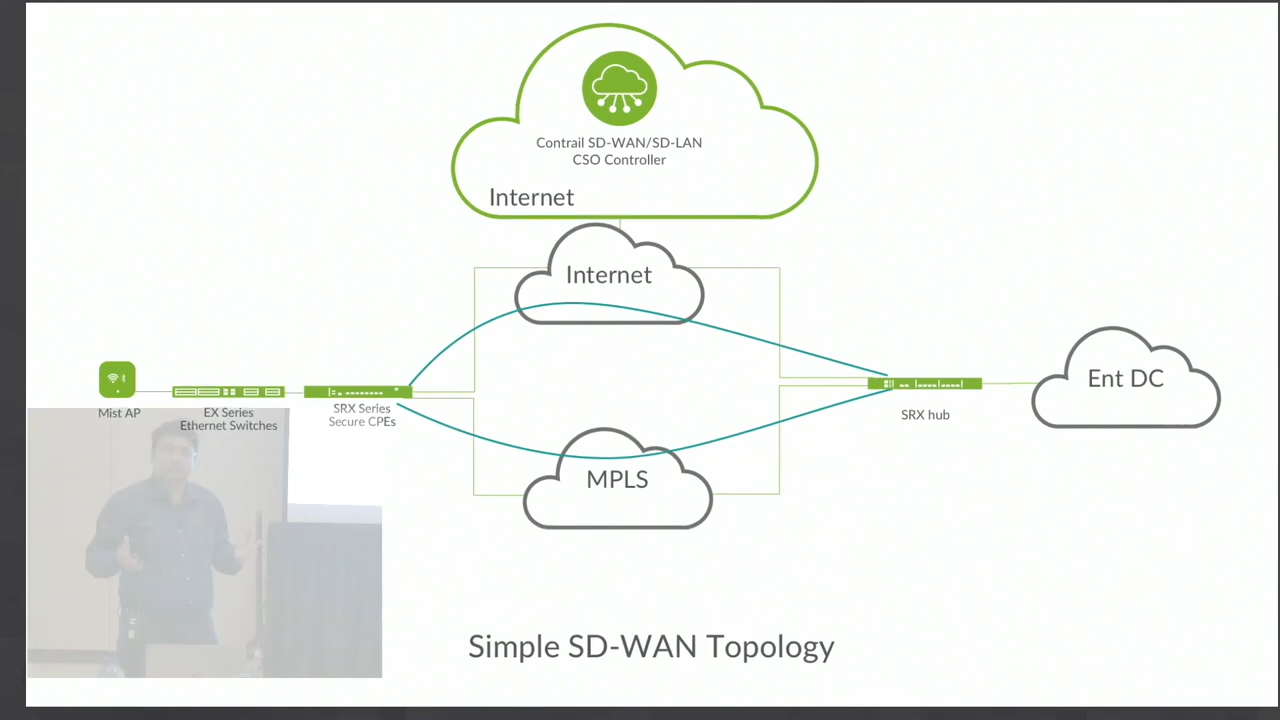 Contrail SD-WAN/SD-LAN
CSO Controller
Internet
Internet
Mist AP
EX Series
Ethernet Switches
SRX Series
Secure CPEs
SRX hub
Ent DC
MPLS
Simple SD-WAN Topology